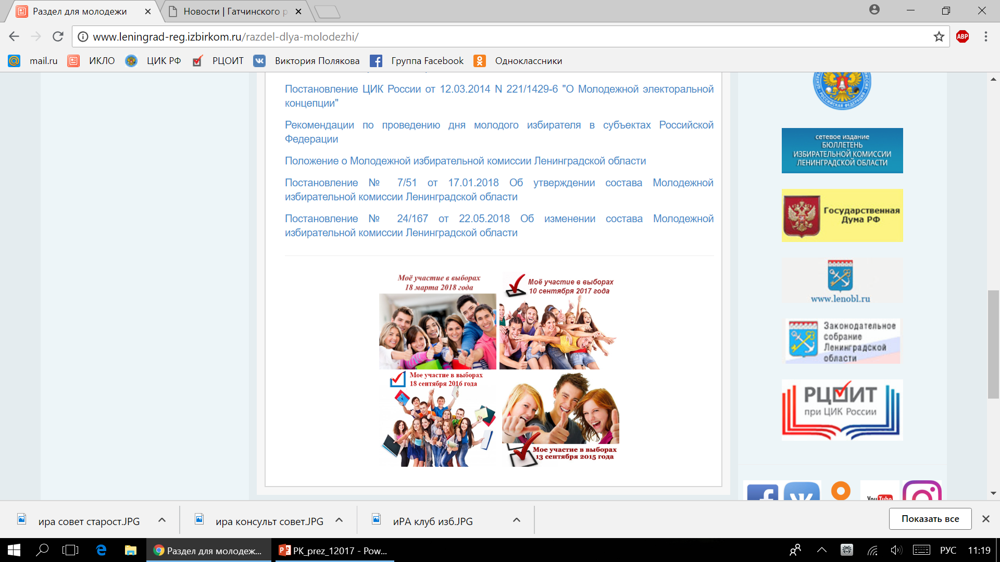 Раздел для молодежи
Новости | Гатчинского р
www.leningrad-reg.izbirkom.ru/razdel-dlya-molodezhi/
ABP
mail.ru
ИКЛО
ЦИК РФ
РЦОИТ
Виктория Полякова
Группа Facebook
Одноклассники
Постановление ЦИК России от 12.03.2014 N 221/1429-6 "О Молодежной электоральной
концепции"
Рекомендации по проведению дня молодого избирателя в субъектах Российской
Федерации
Положение о Молодежной избирательной комиссии Ленинградской области
Постановление № 7/51 от 17.01.2018 Об утверждении состава Молодежной
избирательной комиссии Ленинградской области
Постановление № 24/167 от 22.05.2018 Об изменении состава Молодежной
избирательной комиссии Ленинградской области
Моё участие в выборах
18 марта 2018 года
Моё участие в выборах
10 сентября 2017 года
Мое участие в выборах
18 сентября 2016 года
Мое участие в выборах
13 сентября 2015 года
РОССИЙСКАЯ ФЕДЕРАЦИЯ
сетевое издание
БЮЛЛЕТЕНЬ
ИЗБИРАТЕЛЬНОЙ КОМИССИИ
ЛЕНИНГРАДСКОЙ ОБЛАСТИ
Государственная
Дума РФ
www.lenobl.ru
Законодательное
собрание
Ленинградской
области
РЦОИТ
при ЦИК России
You Tube
ира совет старост.JPG
ира консульт совет.JPG
иРА клуб изб.JPG
Показать все
Раздел для молодеж...
PK_prez_12017 - Pow...
РУС
11:19